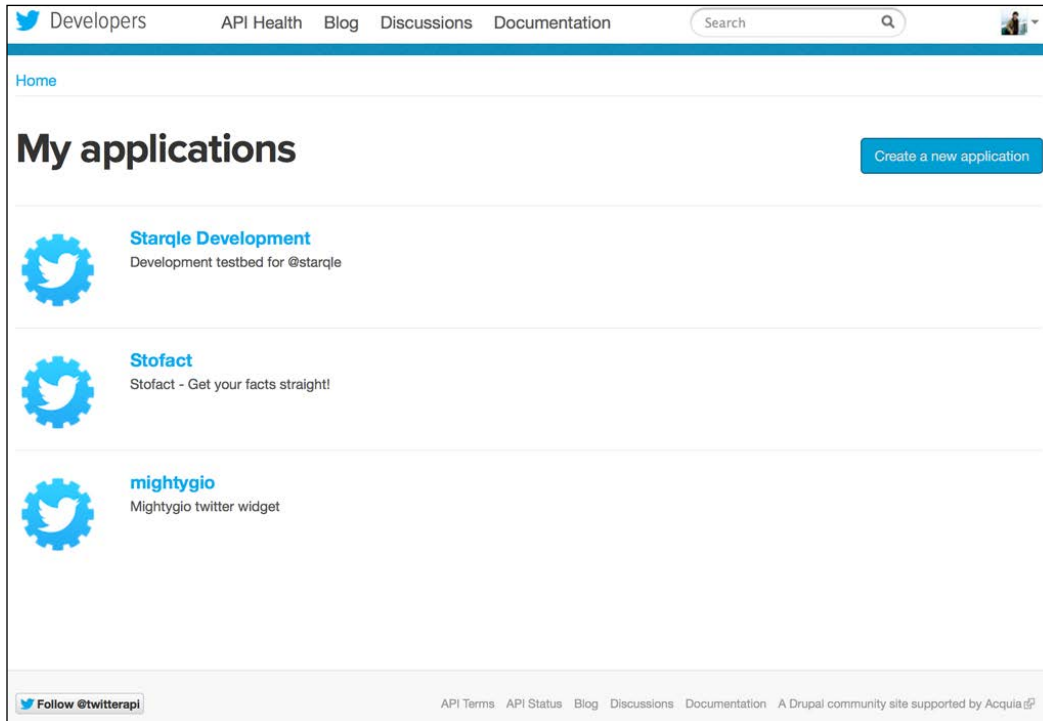 Developers API Health Blog Discussions Documentation Search
Home
My applications
Create a new application
Starqle Development
Development testbed for @starqle
Stofact
Stofact - Get your facts straight!
mightygio
Mightygio twitter widget
Follow @twitterapi API Terms API Status Blog Discussions Documentation A Drupal community site supported by Acquia